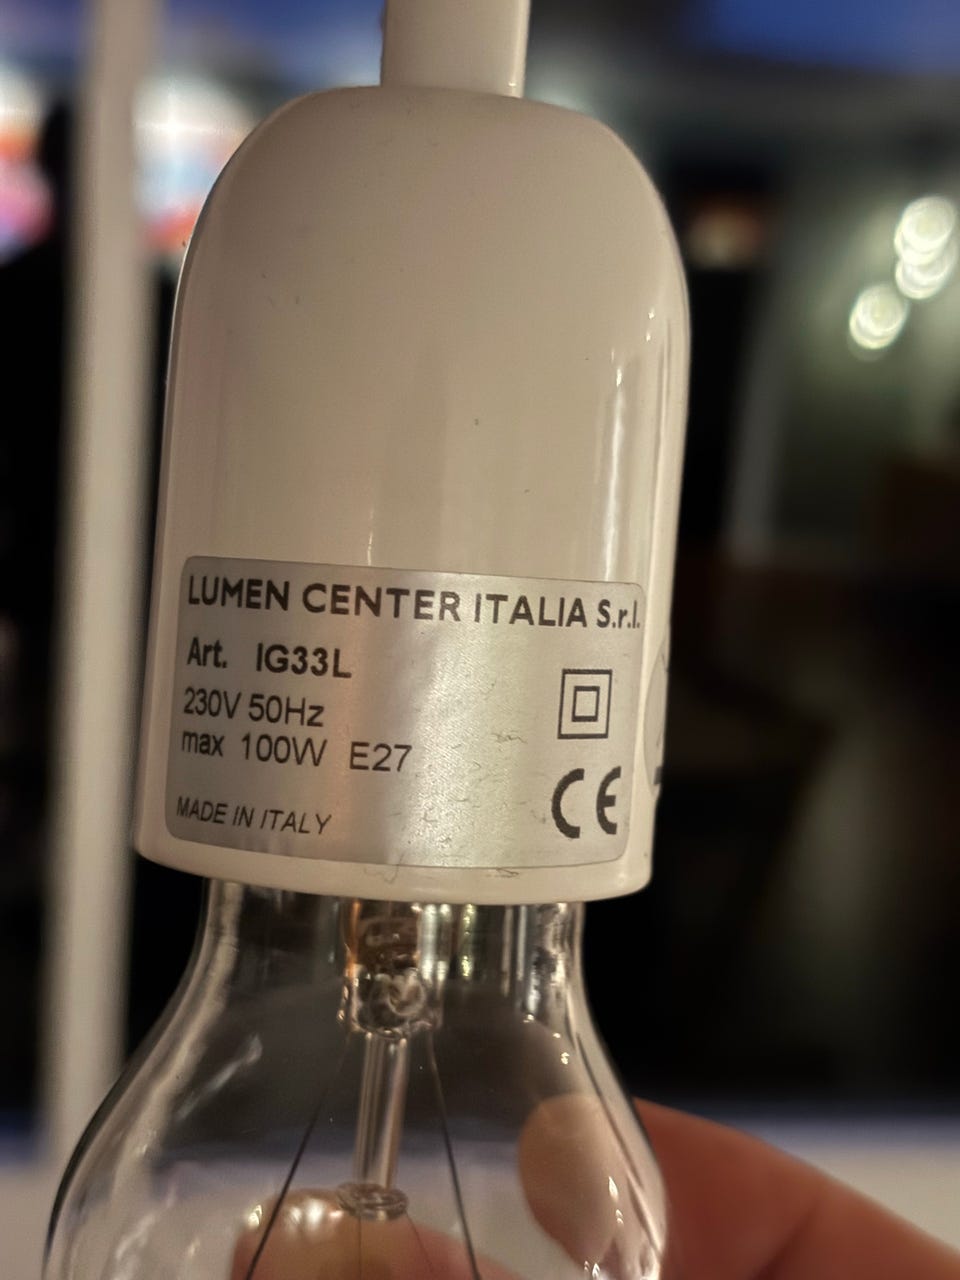 LUMEN CENTER ITALIA S.r.l.
Art. IG33L
230V 50Hz
max 100W E27
MADE IN ITALY
CE